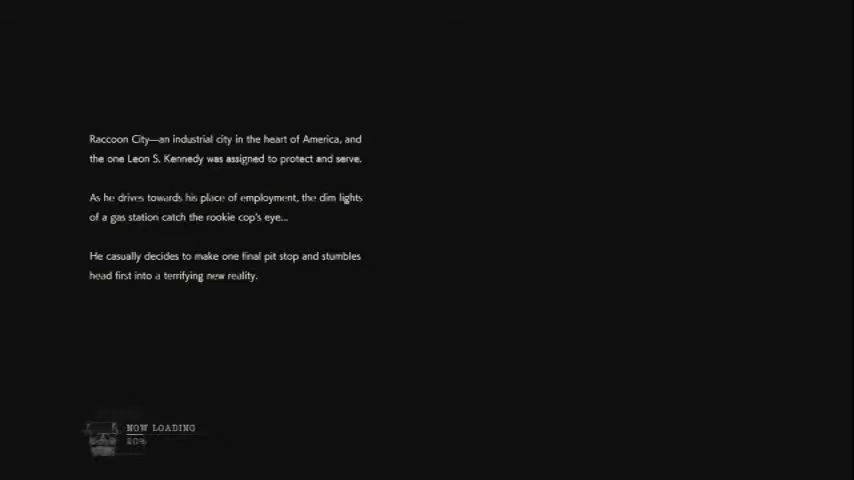 Raccoon City—an industrial city in the heart of America, and
the one Leon S. Kennedy was assigned to protect and serve.
As he drives towards his place of employment, the dim lights
of a gas station catch the rookie cop's eye...
He casually decides to make one final pit stop and stumbles
head first into a terrifying new reality.
NOW LOADING
20%